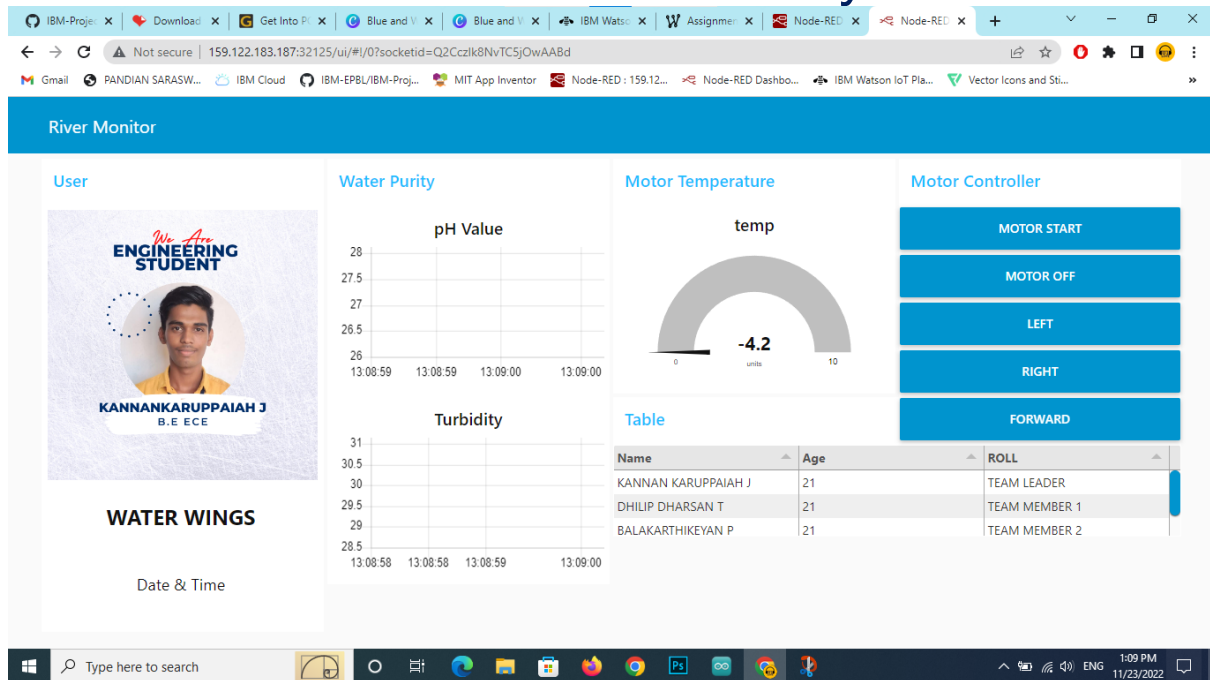 IBM-Projec
Download
Get Into P
Blue and V
Blue and V
IBM Watso
Assignmen
Node-RED
Node-RED
Not secure | 159.122.183.187:32125/ui/#!/0?socketid=Q2CczIk8NvTC5jOwAABd
Gmail
PANDIAN SARASW...
IBM Cloud
IBM-EPBL/IBM-Proj...
MIT App Inventor
Node-RED : 159.12...
Node-RED Dashbo...
IBM Watson IoT Pla...
Vector Icons and Sti...
»
River Monitor
User
We Are
ENGINEERING
STUDENT
KANNANKARUPPAIAH J
B.E ECE
WATER WINGS
Date & Time
Water Purity
pH Value
28
27.5
27
26.5
26
13:08:59 13:08:59 13:09:00 13:09:00
Turbidity
31
30.5
30
29.5
29
28.5
13:08:58 13:08:58 13:08:59 13:09:00
Motor Temperature
temp
-4.2
0 units 10
Motor Controller
MOTOR START
MOTOR OFF
LEFT
RIGHT
FORWARD
Table
Name Age ROLL
KANNAN KARUPPAIAH J 21 TEAM LEADER
DHILIP DHARSAN T 21 TEAM MEMBER 1
BALAKARTHIKEYAN P 21 TEAM MEMBER 2
Type here to search
Ps
ENG
1:09 PM
11/23/2022